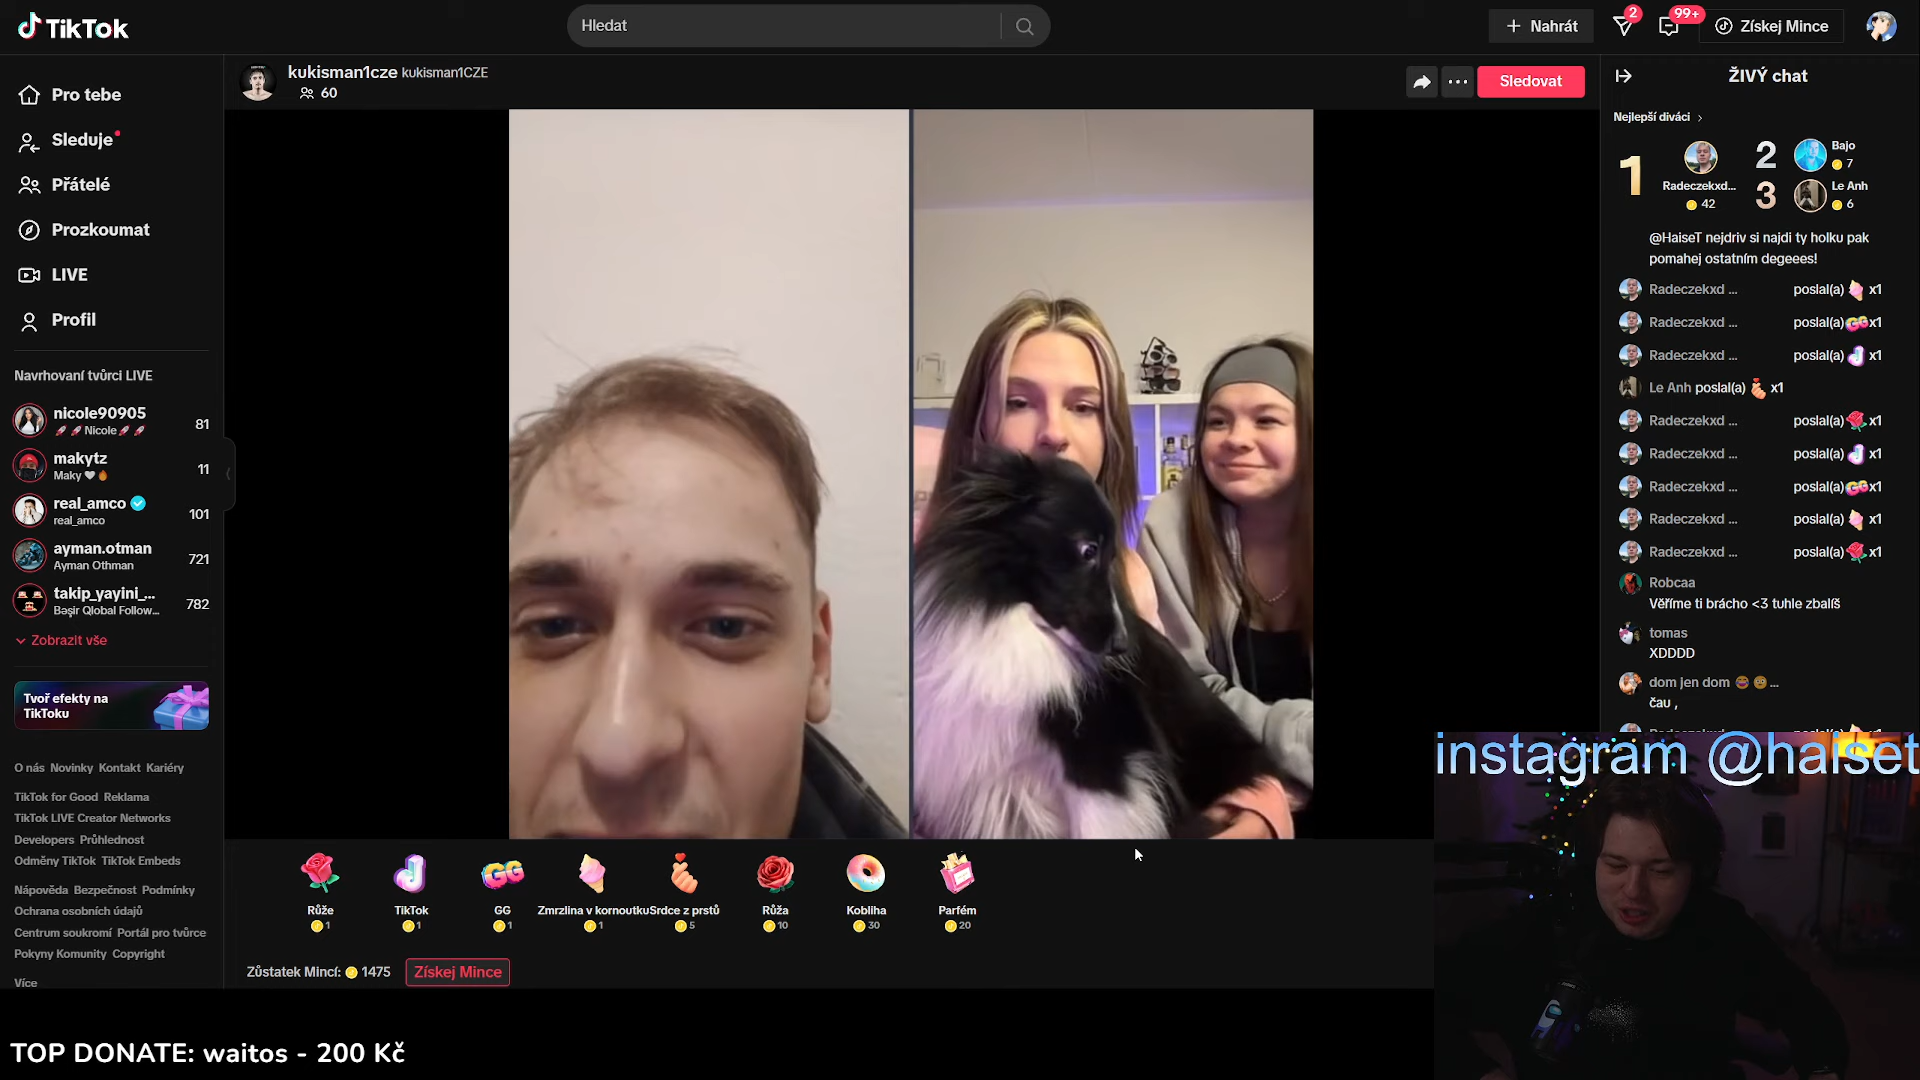 TikTok
Hledat
Nahrát
2
99+
Získej Mince
Pro tebe
Sleduje
Přátelé
Prozkoumat
LIVE
Profil
Navrhovaní tvůrci LIVE
nicole90905
Nicole
81
makytz
Maky
11
real_amco
real_amco
101
ayman.otman
Ayman Othman
721
takip_yayini_...
Bəşir Qlobal Follow...
782
Zobrazit vše
Tvoř efekty na
TikToku
O nás Novinky Kontakt Kariéry
TikTok for Good Reklama
TikTok LIVE Creator Networks
Developers Průhlednost
Odměny TikTok TikTok Embeds
Nápověda Bezpečnost Podmínky
Ochrana osobních údajů
Centrum soukromí Portál pro tvůrce
Pokyny Komunity Copyright
Více
kukisman1cze kukisman1CZE
60
Sledovat
Růže
1
TikTok
1
GG
1
Zmrzlina v kornoutku
1
Srdce z prstů
5
Růža
10
Kobliha
30
Parfém
20
Zůstatek Mincí: 1475
Získej Mince
ŽIVÝ chat
Nejlepší diváci
1
Radeczekxd...
42
2
Bajo
7
3
Le Anh
6
@HaiseT nejdriv si najdi ty holku pak
pomahej ostatním degeees!
Radeczekxd ... poslal(a) x1
Radeczekxd ... poslal(a) GG x1
Radeczekxd ... poslal(a) x1
Le Anh poslal(a) x1
Radeczekxd ... poslal(a) x1
Radeczekxd ... poslal(a) x1
Radeczekxd ... poslal(a) GG x1
Radeczekxd ... poslal(a) x1
Radeczekxd ... poslal(a) x1
Robcaa
Věříme ti brácho <3 tuhle zbalíš
tomas
XDDDD
dom jen dom ...
čau ,
instagram @haiset
TOP DONATE: waitos - 200 Kč